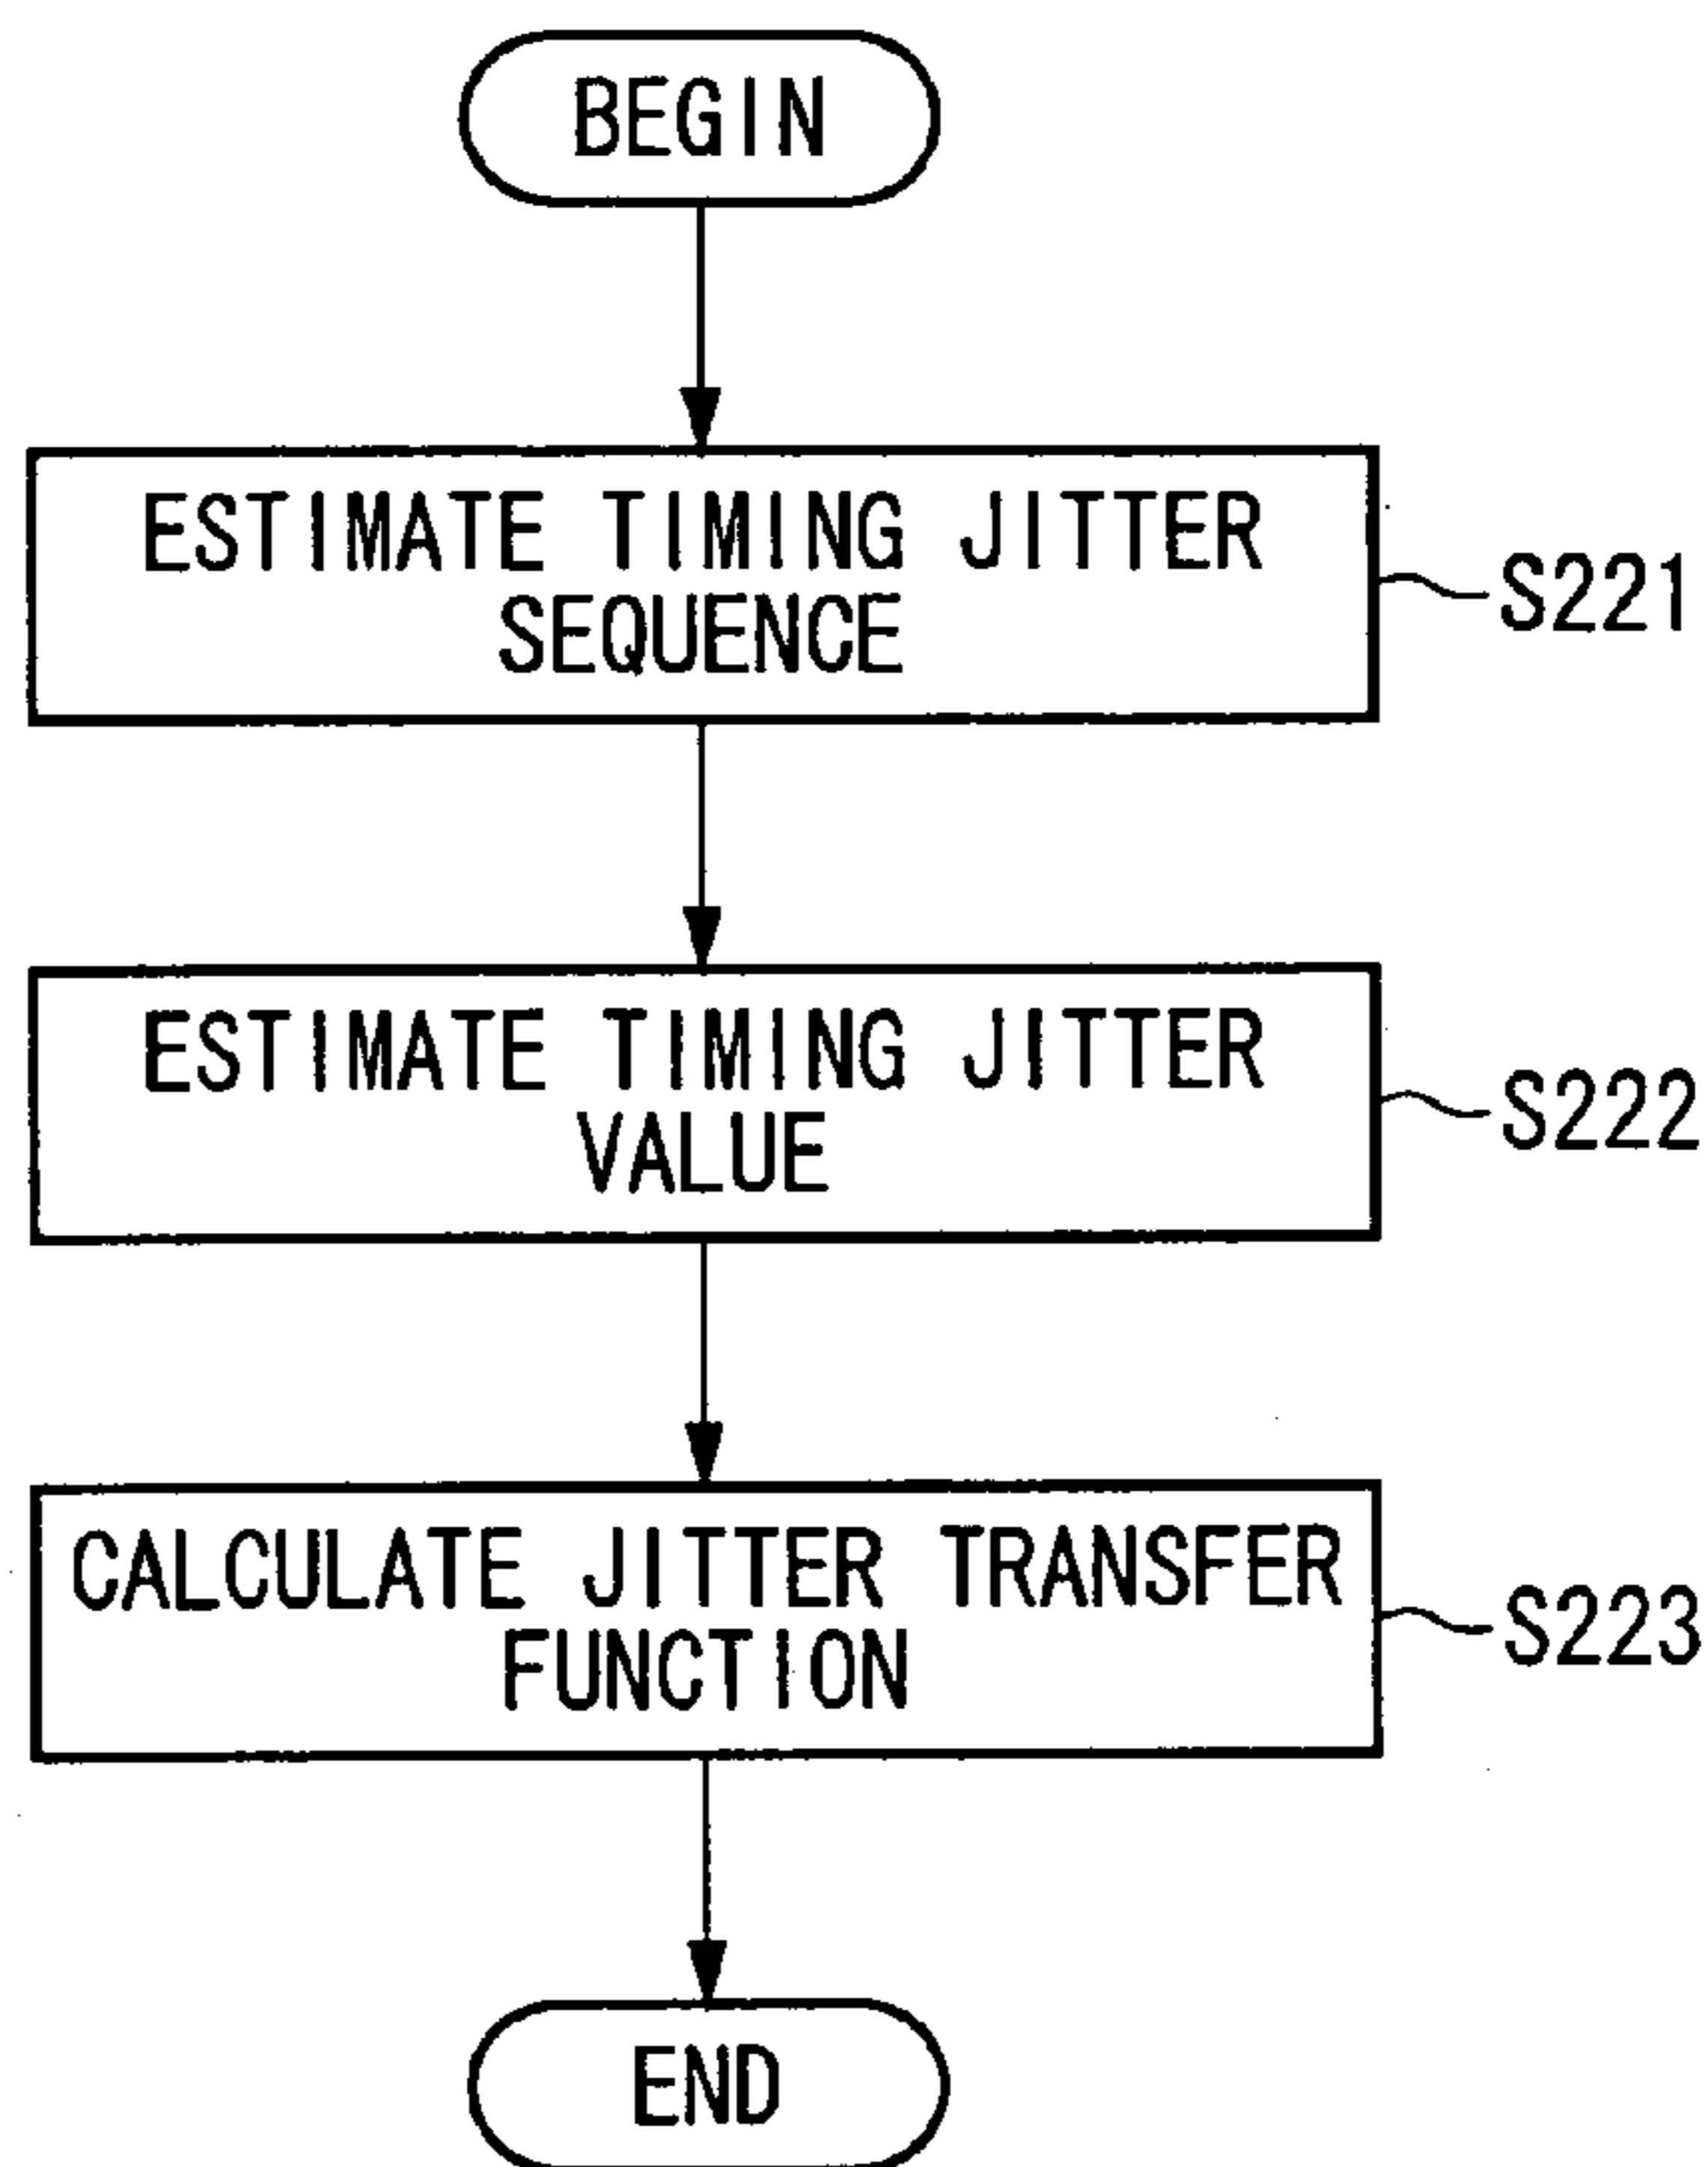 BEGIN
ESTIMATE TIMING JITTER
SEQUENCE
S221
ESTIMATE TIMING JITTER
VALUE
S222
CALCULATE JITTER TRANSFER
FUNCTION
S223
END